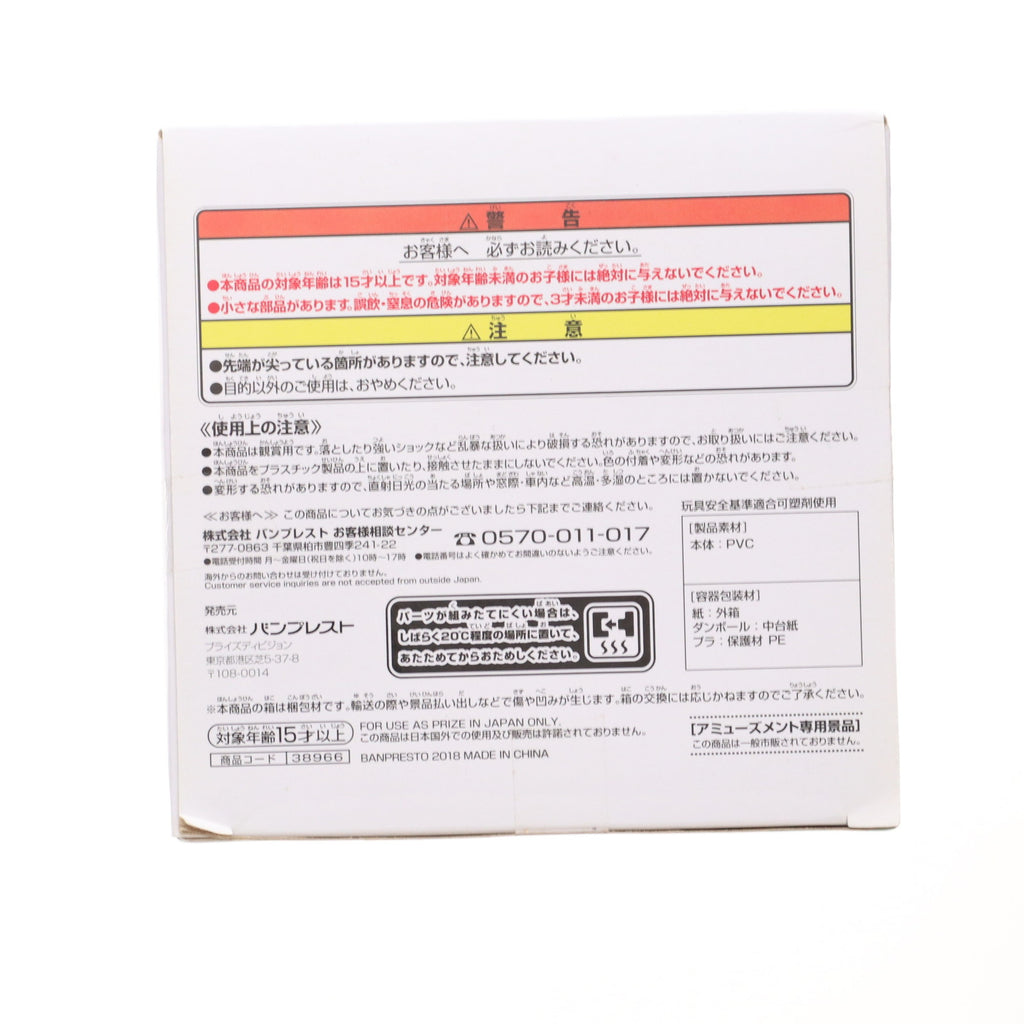 ⚠警 告
お客様へ 必ずお読みください。
●本商品の対象年齢は15才以上です。対象年齢未満のお子様には絶対に与えないでください。
●小さな部品があります。誤飲・窒息の危険がありますので、3才未満のお子様には絶対に与えないでください。
⚠注 意
●先端が尖っている箇所がありますので、注意してください。
●目的以外のご使用は、おやめください。
《使用上の注意》
●本商品は観賞用です。落としたり強いショックなど乱暴な扱いにより破損する恐れがありますので、お取り扱いにはご注意ください。
●本商品をプラスチック製品の上に置いたり、接触させたままにしないでください。色の付着や変形などの恐れがあります。
●変形する恐れがありますので、直射日光の当たる場所や窓際・車内など高温・多湿のところには置かないでください。
≪お客様へ≫ この商品についてお気づきの点がございましたら下記までご連絡ください。
株式会社 バンプレスト お客様相談センター ☎0570-011-017
〒277-0863 千葉県柏市豊四季241-22
●電話受付時間 月～金曜日(祝日を除く)10時～17時 ●電話番号はよく確かめてお間違いのないようご注意ください。
海外からのお問い合わせは受け付けておりません。
Customer service inquiries are not accepted from outside Japan.
玩具安全基準適合可塑剤使用
[製品素材]
本体：PVC
[容器包装材]
紙：外箱
ダンボール：中台紙
プラ：保護材 PE
発売元
株式会社 バンプレスト
プライズディビジョン
東京都港区芝5-37-8
〒108-0014
パーツが組みたてにくい場合は、
しばらく20℃程度の場所に置いて、
あたためてからおためしください。
※本商品の箱は梱包材です。輸送の際や景品払い出しなどで傷や凹みが生じます。箱の交換には応じかねますのでご了承ください。
対象年齢15才以上
商品コード 38966
FOR USE AS PRIZE IN JAPAN ONLY.
この商品は日本国外での使用及び販売は許諾されておりません。
BANPRESTO 2018 MADE IN CHINA
[アミューズメント専用景品]
この商品は一般市販されておりません。